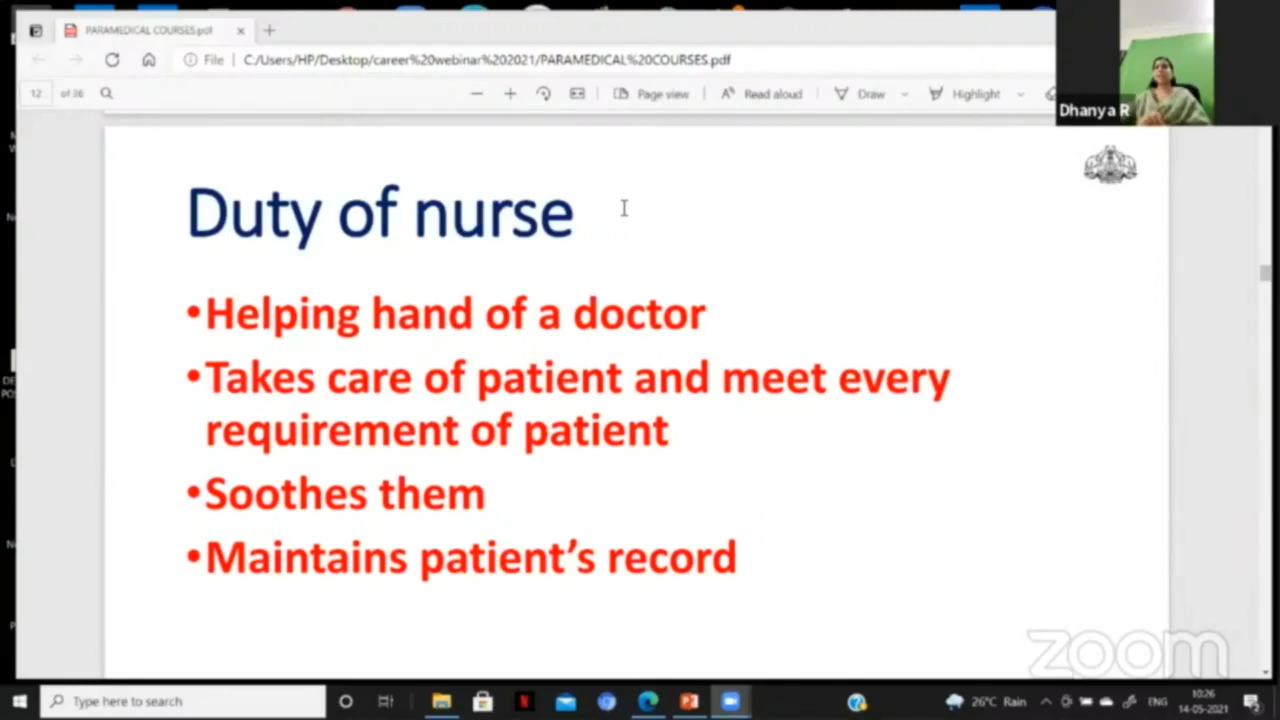 PARAMEDICAL COURSES.pdf
File C:/Users/HP/Desktop/career%20webinar%202021/PARAMEDICAL%20COURSES.pdf
12 of 36 Page view Read aloud Draw Highlight
Dhanya R
Duty of nurse
•Helping hand of a doctor
•Takes care of patient and meet every
requirement of patient
•Soothes them
•Maintains patient’s record
zoom
Type here to search
26°C Rain ENG 10:26
14-05-2021